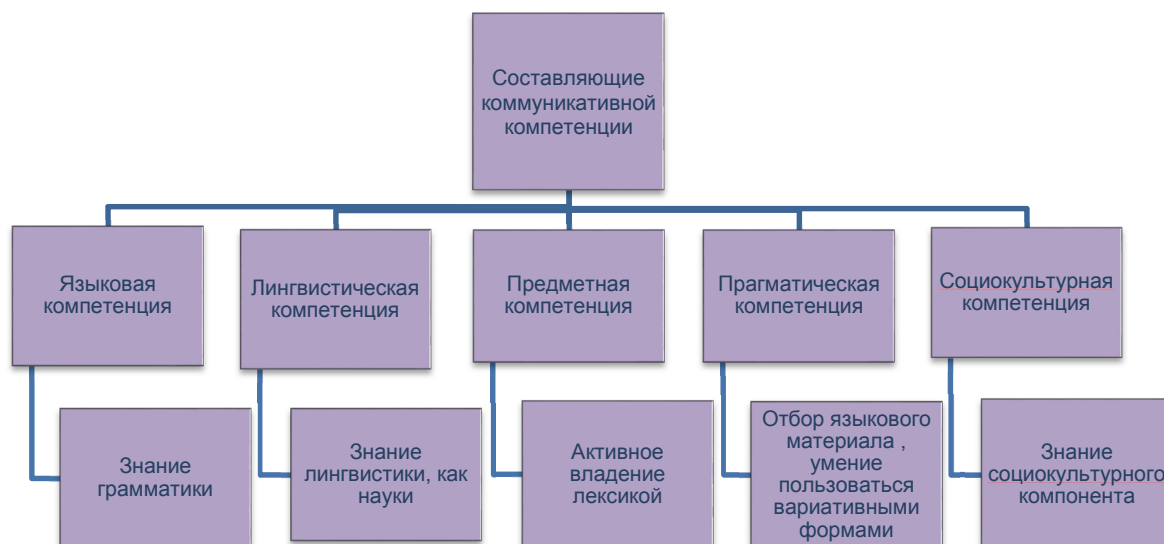 Составляющие
коммуникативной
компетенции
Языковая
компетенция
Лингвистическая
компетенция
Предметная
компетенция
Прагматическая
компетенция
Социокультурная
компетенция
Знание
грамматики
Знание
лингвистики, как
науки
Активное
владение
лексикой
Отбор языкового
материала ,
умение
пользоваться
вариативными
формами
Знание
социокультурного
компонента